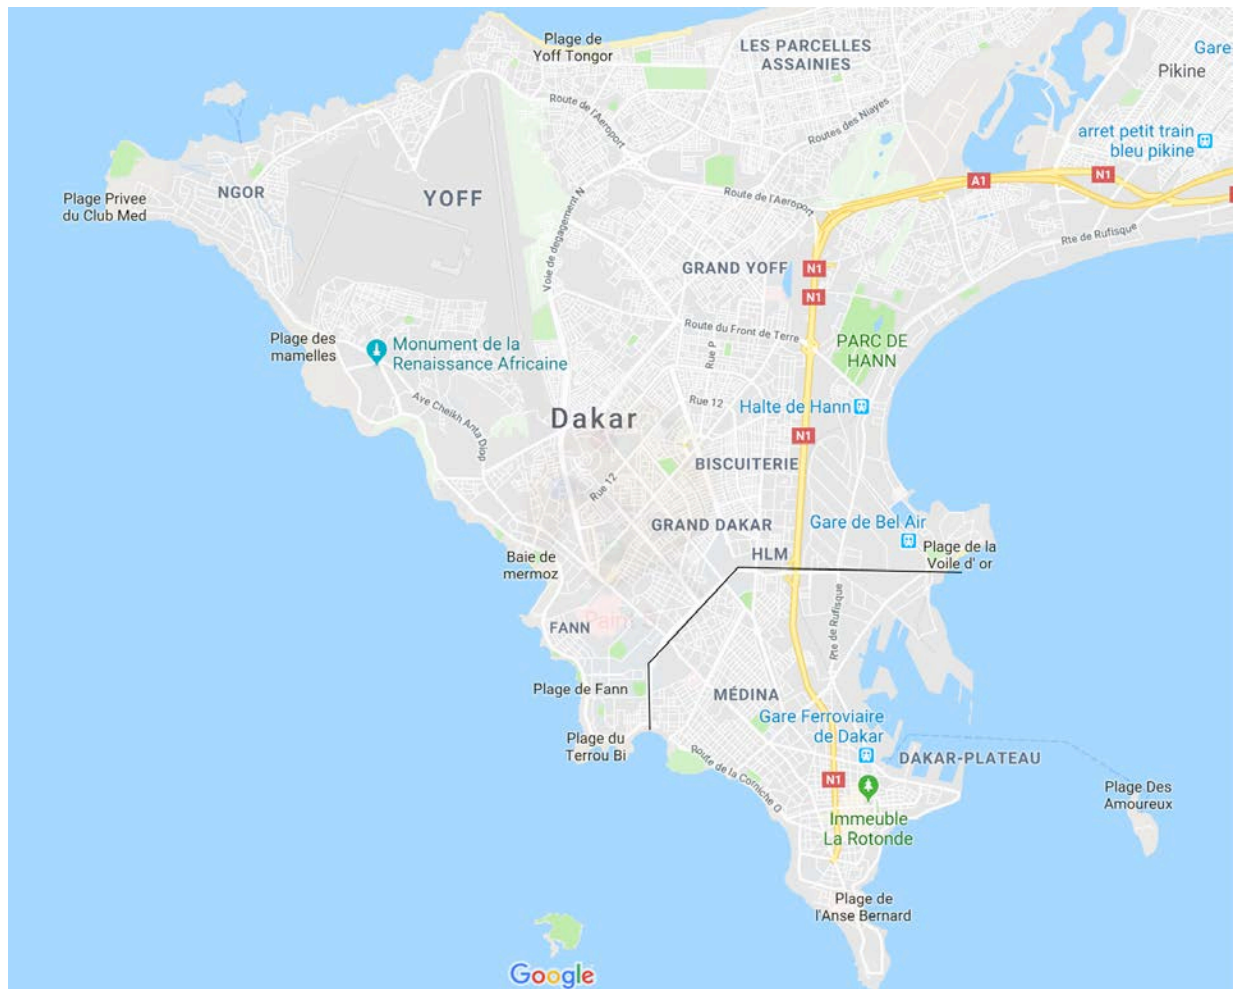 Plage de
Yoff Tongor
LES PARCELLES
ASSAINIES
Gare
Pikine
Route de l'Aeroport
Routes des Niayes
arret petit train
bleu pikine
A1
N1
NGOR
Plage Privee
du Club Med
YOFF
Voie de degagement N
Route de l'Aeroport
Rte de Rufisque
GRAND YOFF
N1
N1
Plage des
mamelles
Monument de la
Renaissance Africaine
Route du Front de Terre
Rue P
PARC DE
HANN
Ave Cheikh Anta Diop
Dakar
Rue 12
Halte de Hann
N1
BISCUITERIE
Rue 12
GRAND DAKAR
Gare de Bel Air
HLM
Plage de la
Voile d' or
Baie de
mermoz
FANN
Rte de Rufisque
Plage de Fann
MÉDINA
Plage du
Terrou Bi
Gare Ferroviaire
de Dakar
Route de la Corniche O
DAKAR-PLATEAU
N1
Plage Des
Amoureux
Immeuble
La Rotonde
Plage de
l'Anse Bernard
Google